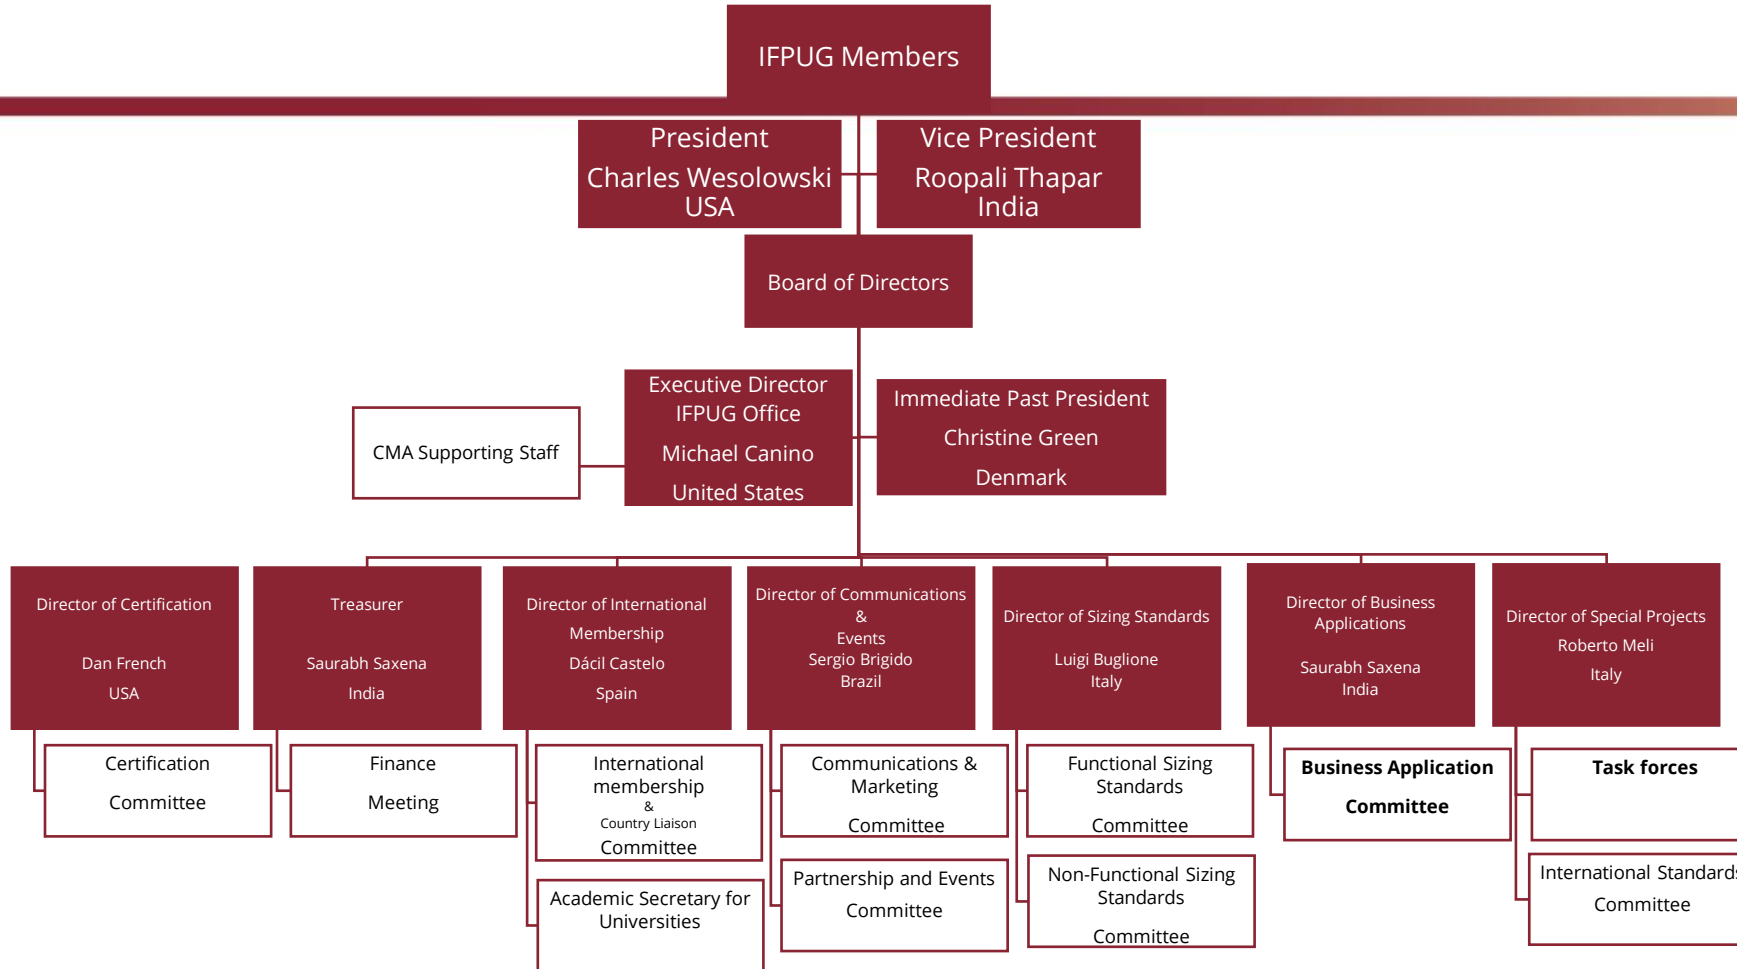 IFPUG Members
President
Charles Wesolowski
USA
Vice President
Roopali Thapar
India
Board of Directors
Executive Director
IFPUG Office
Michael Canino
United States
Immediate Past President
Christine Green
Denmark
CMA Supporting Staff
Director of Certification
Dan French
USA
Treasurer
Saurabh Saxena
India
Director of International
Membership
Dácil Castelo
Spain
Director of Communications
&
Events
Sergio Brigido
Brazil
Director of Sizing Standards
Luigi Buglione
Italy
Director of Business
Applications
Saurabh Saxena
India
Director of Special Projects
Roberto Meli
Italy
Certification
Committee
Finance
Meeting
International
membership
&
Country Liaison
Committee
Academic Secretary for
Universities
Communications &
Marketing
Committee
Partnership and Events
Committee
Functional Sizing
Standards
Committee
Non-Functional Sizing
Standards
Committee
Business Application
Committee
Task forces
International Standards
Committee